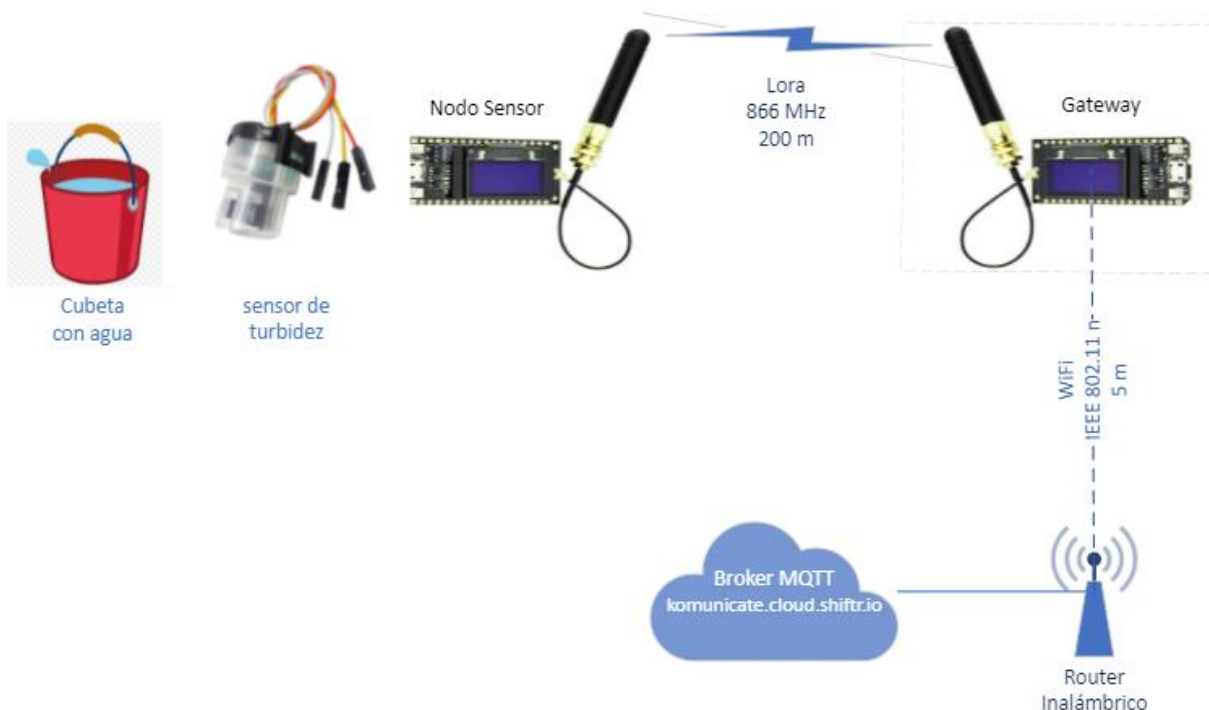 Nodo Sensor
Lora
866 MHz
200 m
Gateway
Cubeta
con agua
sensor de
turbidez
WiFi
IEEE 802.11 n
5 m
Broker MQTT
komunicate.cloud.shiftr.io
Router
Inalámbrico